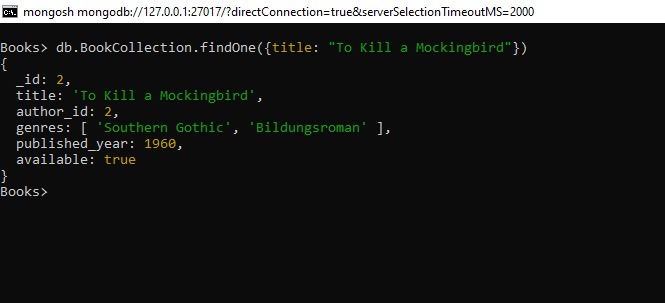 mongosh mongodb://127.0.0.1:27017/?directConnection=true&serverSelectionTimeoutMS=2000
Books> db.BookCollection.findOne({title: "To Kill a Mockingbird"})
{
  _id: 2,
  title: 'To Kill a Mockingbird',
  author_id: 2,
  genres: [ 'Southern Gothic', 'Bildungsroman' ],
  published_year: 1960,
  available: true
}
Books>